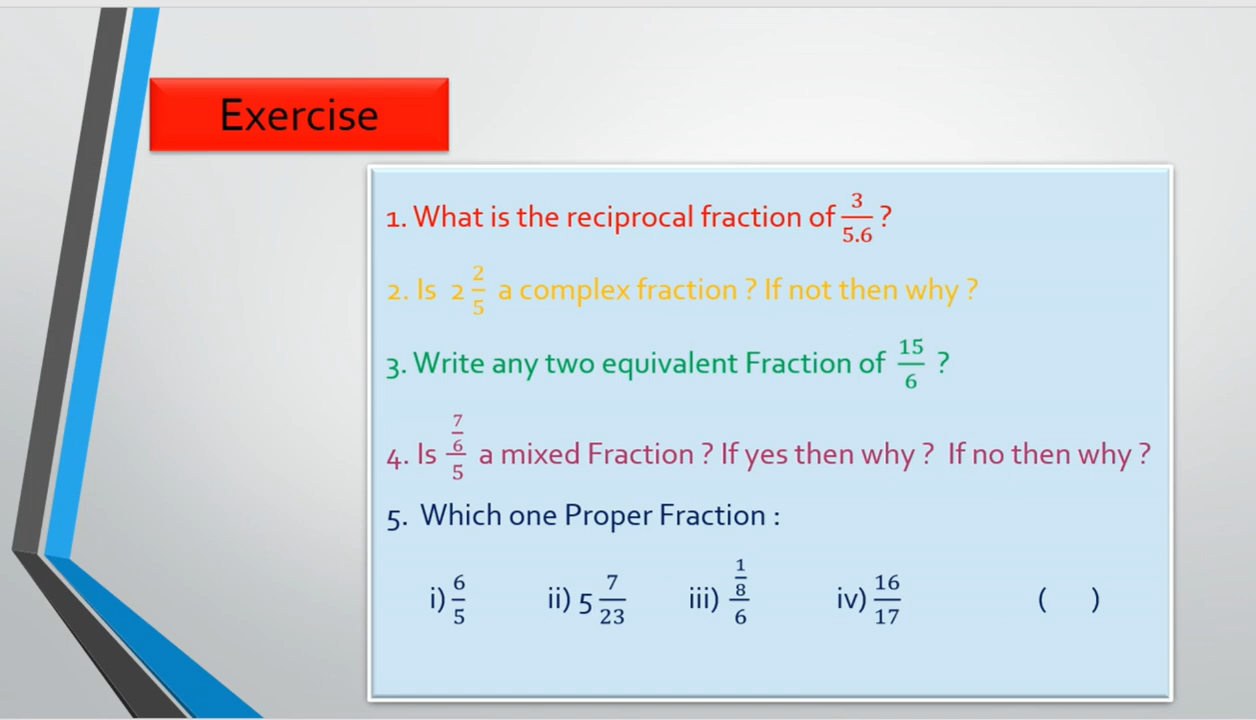 Exercise
1. What is the reciprocal fraction of 3/5.6 ?
2. Is 2 2/5 a complex fraction ? If not then why ?
3. Write any two equivalent Fraction of 15/6 ?
4. Is 7/6/5 a mixed Fraction ? If yes then why ? If no then why ?
5. Which one Proper Fraction :
i) 6/5 ii) 5 7/23 iii) 1/8/6 iv) 16/17 ( )